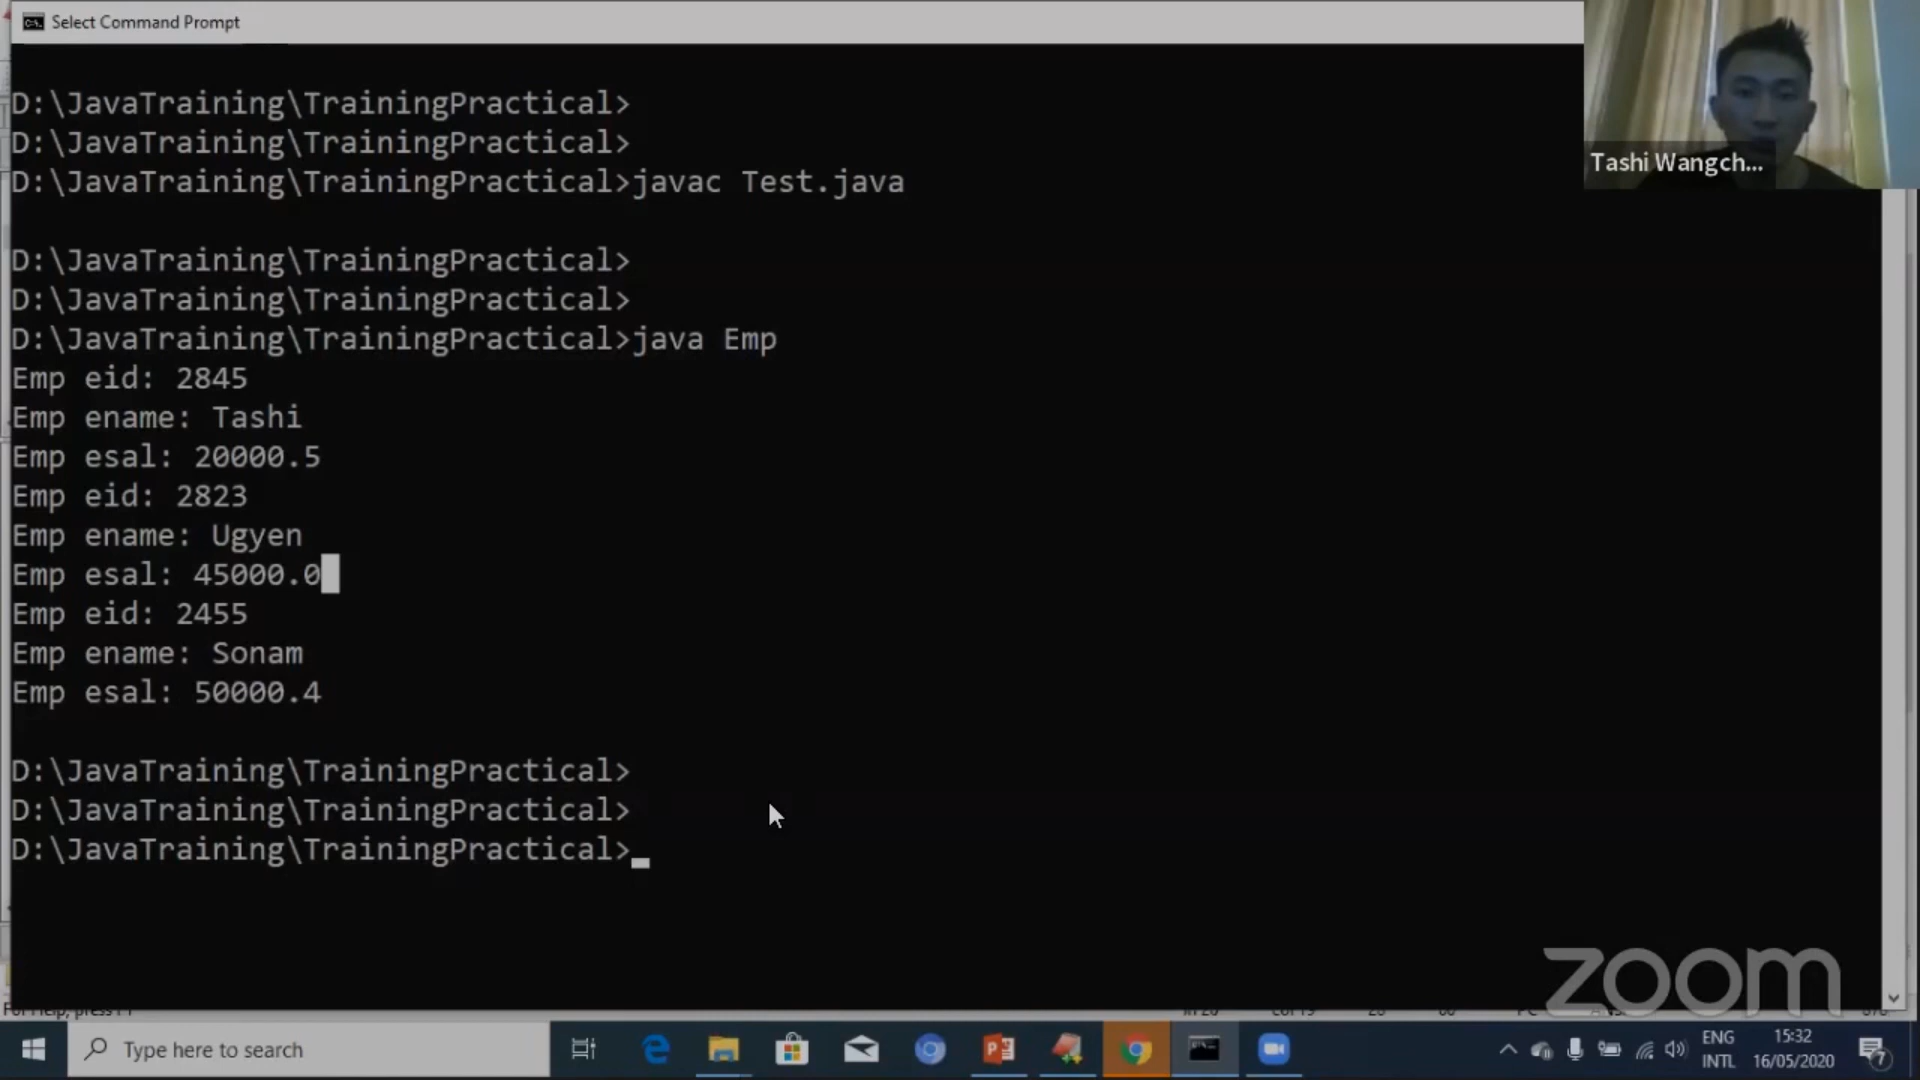 Select Command Prompt
D:\JavaTraining\TrainingPractical>
D:\JavaTraining\TrainingPractical>
D:\JavaTraining\TrainingPractical>javac Test.java
D:\JavaTraining\TrainingPractical>
D:\JavaTraining\TrainingPractical>
D:\JavaTraining\TrainingPractical>java Emp
Emp eid: 2845
Emp ename: Tashi
Emp esal: 20000.5
Emp eid: 2823
Emp ename: Ugyen
Emp esal: 45000.0
Emp eid: 2455
Emp ename: Sonam
Emp esal: 50000.4
D:\JavaTraining\TrainingPractical>
D:\JavaTraining\TrainingPractical>
D:\JavaTraining\TrainingPractical>
Tashi Wangch...
zoom
Type here to search
ENG
INTL
15:32
16/05/2020
7